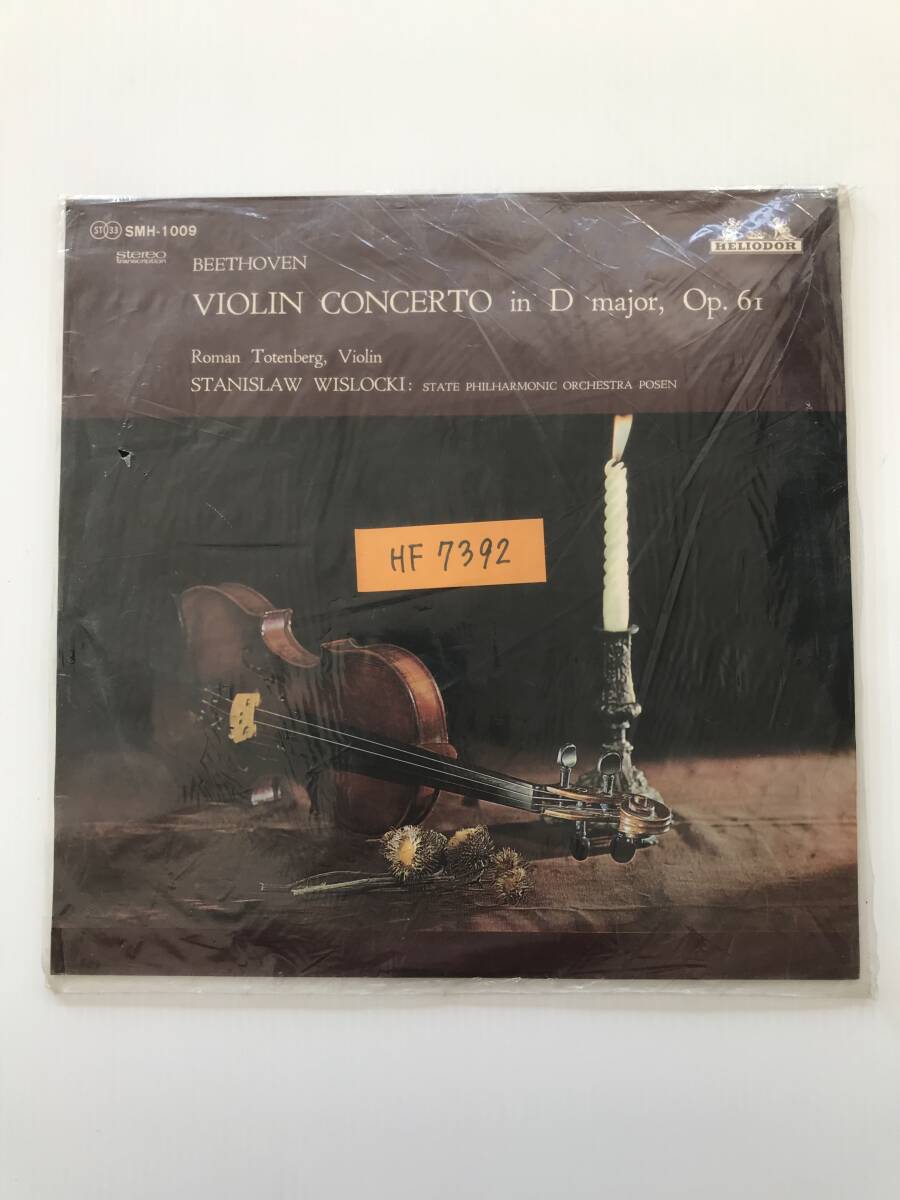 ST 33 SMH-1009
stereo
transcription
HELIODOR
BEETHOVEN
VIOLIN CONCERTO in D major, Op. 61
Roman Totenberg, Violin
STANISLAW WISLOCKI: STATE PHILHARMONIC ORCHESTRA POSEN
HF 7392